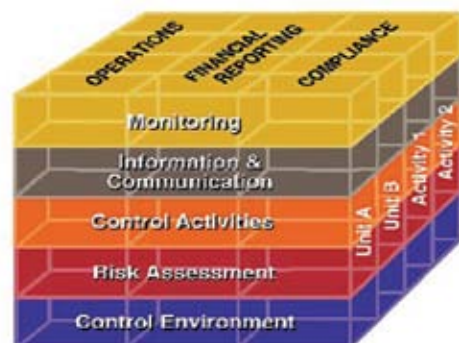 OPERATIONS
FINANCIAL
REPORTING
COMPLIANCE
Monitoring
Information &
Communication
Control Activities
Risk Assessment
Control Environment
Unit A
Unit B
Activity 1
Activity 2